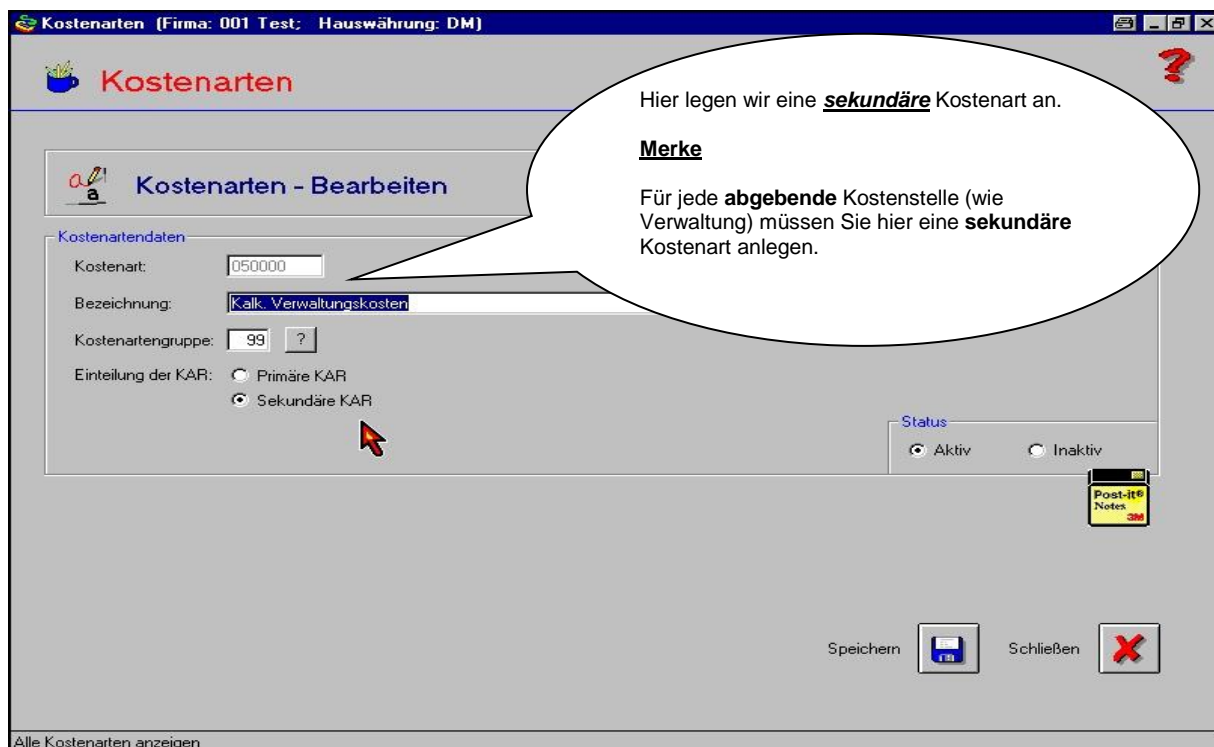 Kostenarten (Firma: 001 Test; Hauswährung: DM)
Kostenarten
Hier legen wir eine sekundäre Kostenart an.
Merke
Für jede abgebende Kostenstelle (wie
Verwaltung) müssen Sie hier eine sekundäre
Kostenart anlegen.
Kostenarten - Bearbeiten
Kostenartendaten
Kostenart: 050000
Bezeichnung: Kalk. Verwaltungskosten
Kostenartengruppe: 99 ?
Einteilung der KAR: Primäre KAR
Sekundäre KAR
Status
Aktiv Inaktiv
Post-it®
Notes
3M
Speichern Schließen
Alle Kostenarten anzeigen